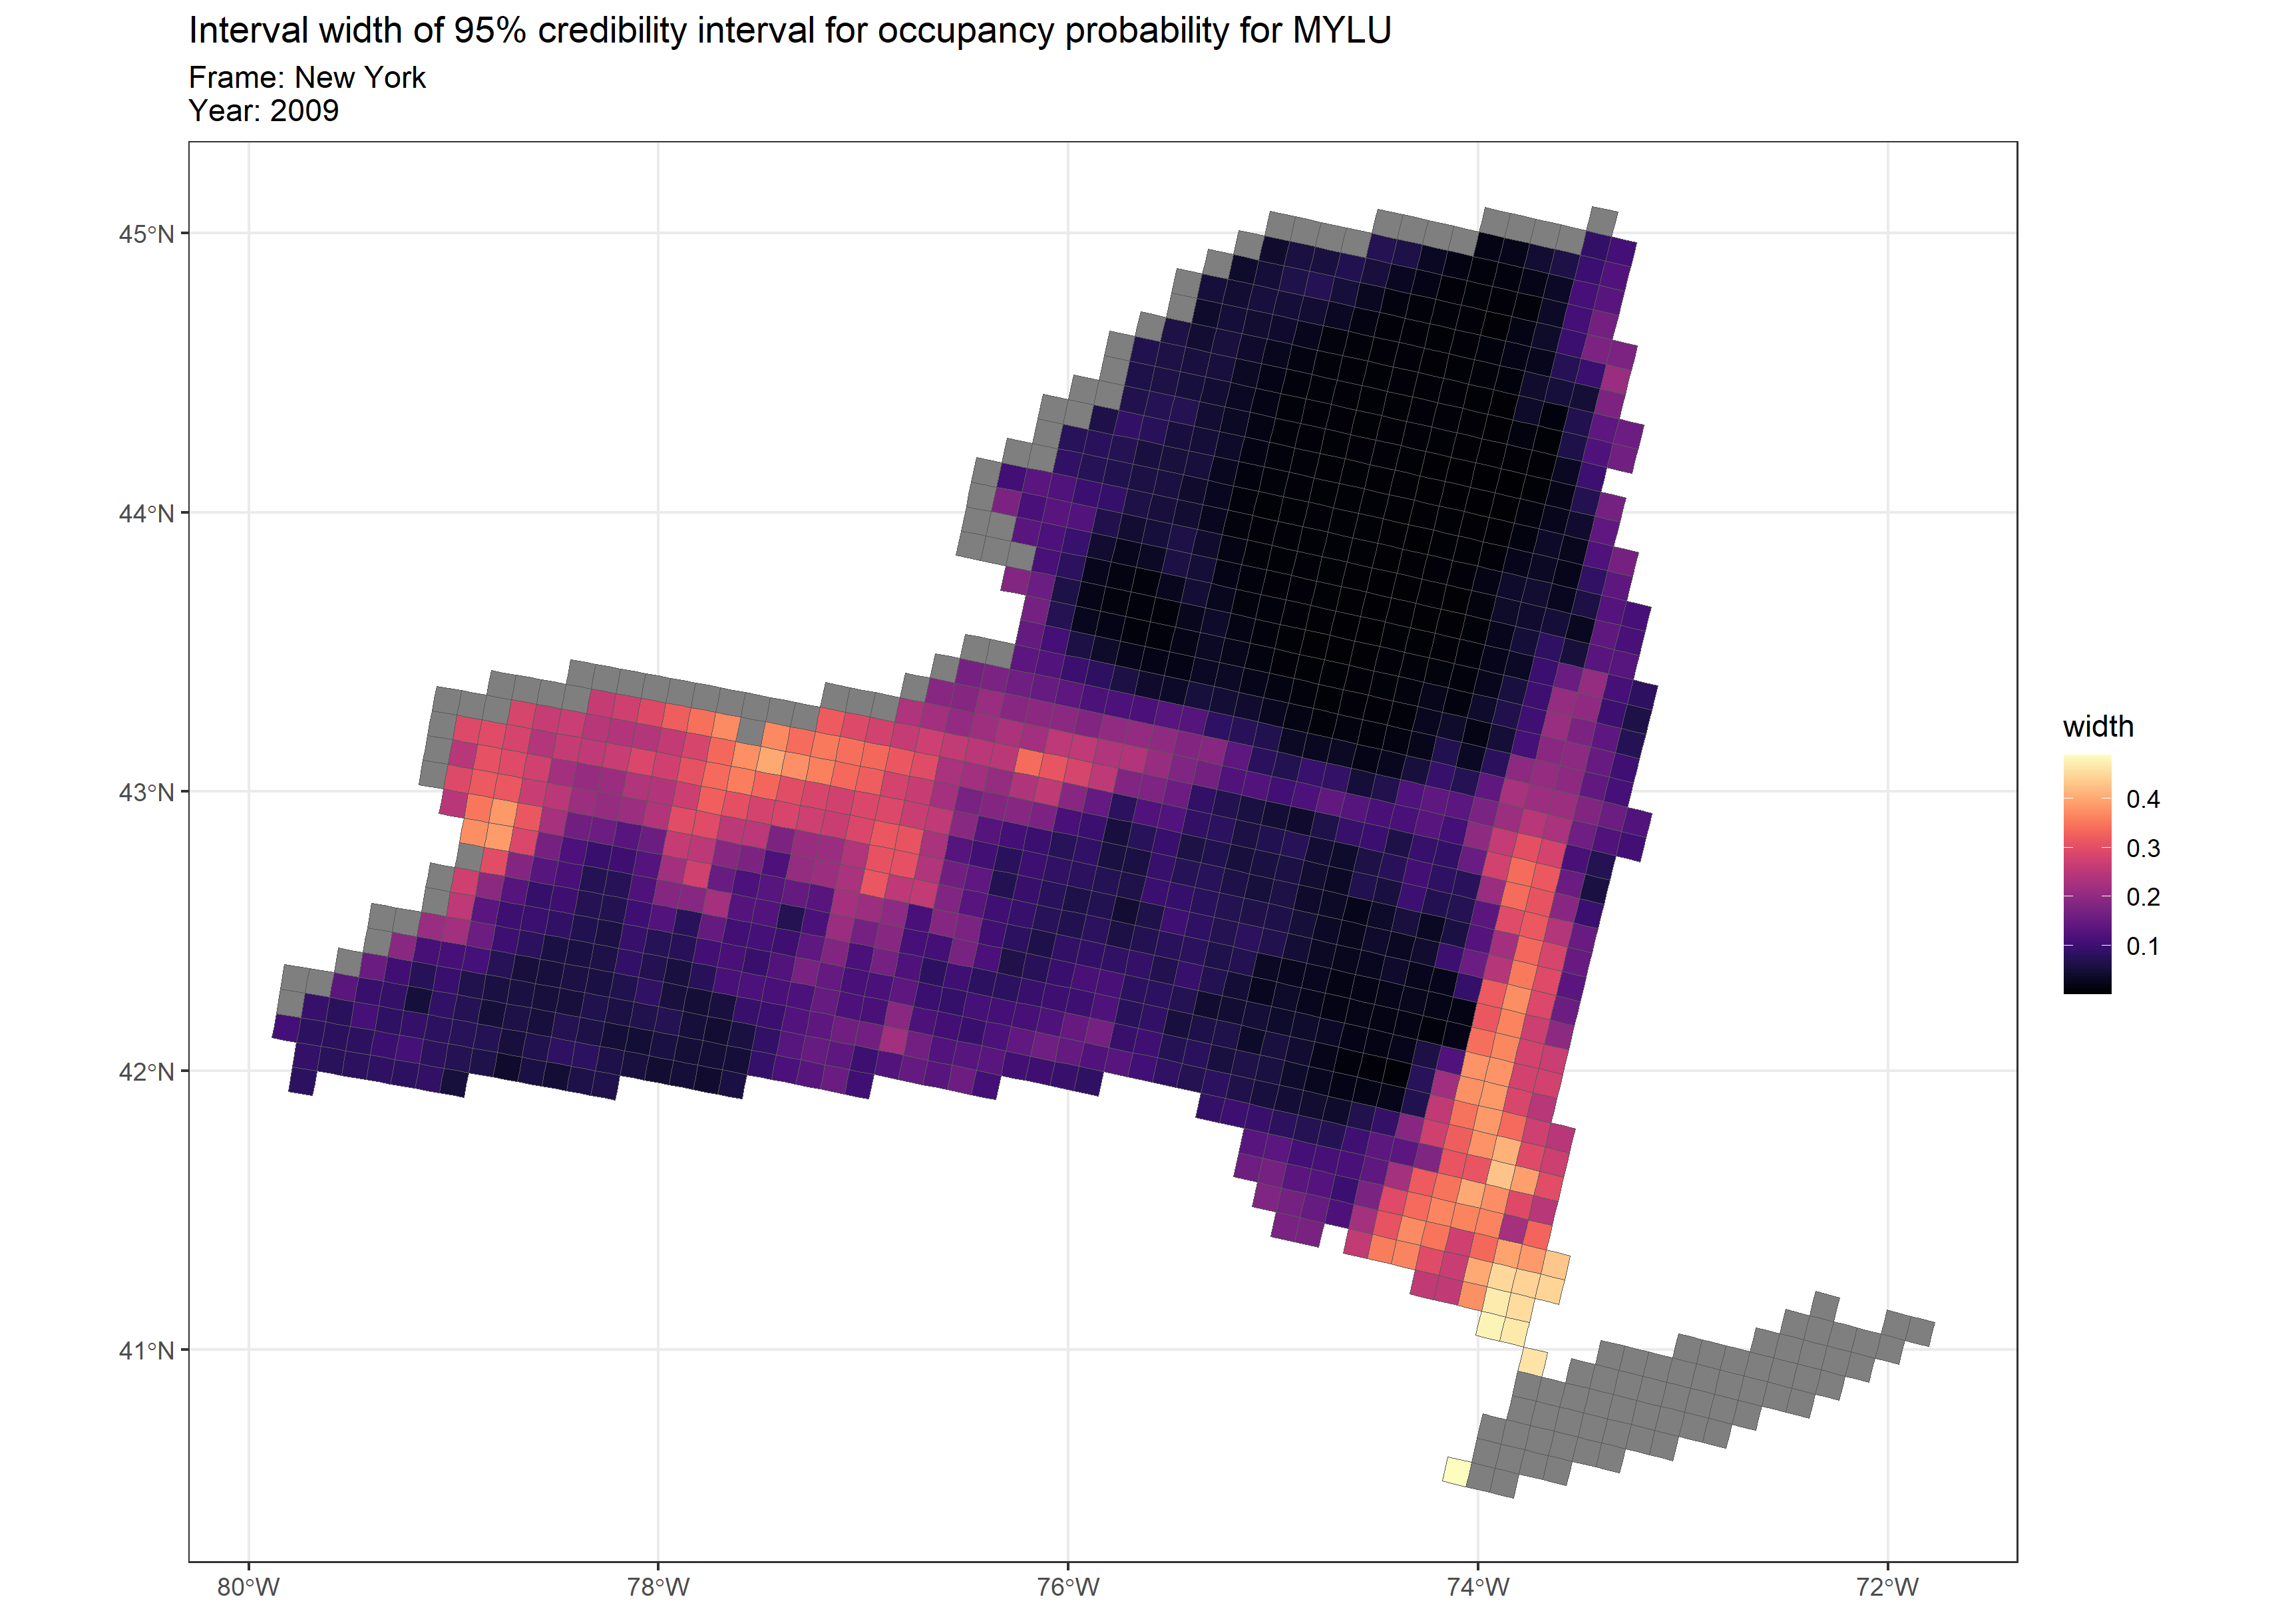 Interval width of 95% credibility interval for occupancy probability for MYLU
Frame: New York
Year: 2009
45°N
44°N
43°N
42°N
41°N
80°W
78°W
76°W
74°W
72°W
width
0.4
0.3
0.2
0.1